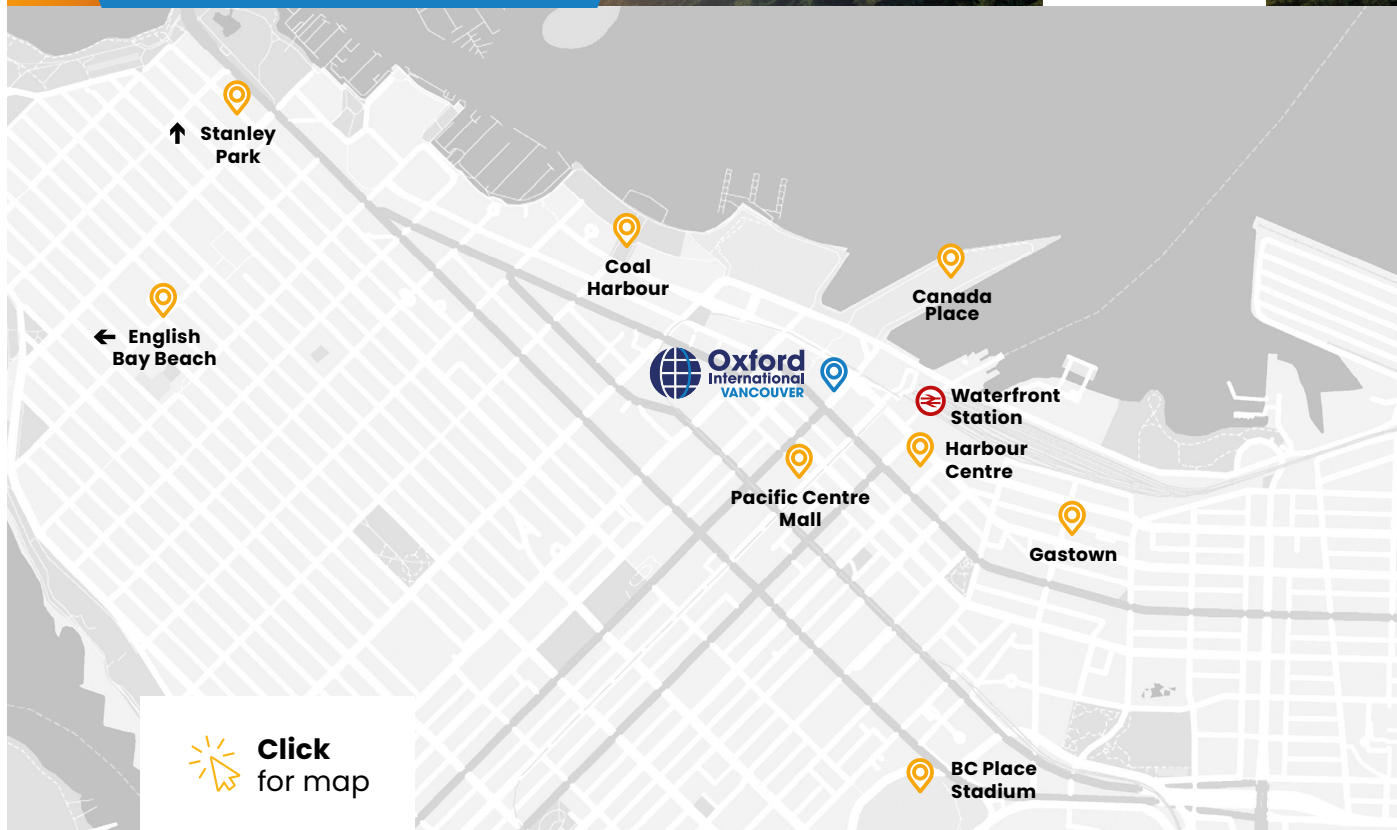 Stanley
Park
Coal
Harbour
Canada
Place
English
Bay Beach
Oxford
International
VANCOUVER
Waterfront
Station
Harbour
Centre
Pacific Centre
Mall
Gastown
Click
for map
BC Place
Stadium